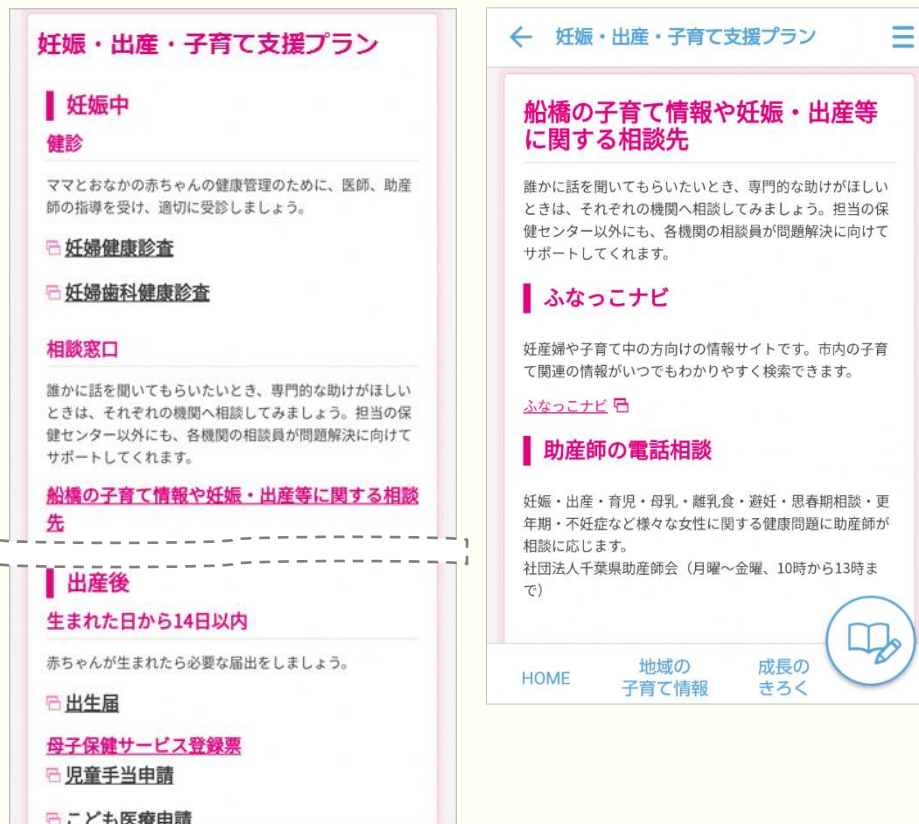 妊娠・出産・子育て支援プラン
妊娠中
健診
ママとおなかの赤ちゃんの健康管理のために、医師、助産
師の指導を受け、適切に受診しましょう。
妊婦健康診査
妊婦歯科健康診査
相談窓口
誰かに話を聞いてもらいたいとき、専門的な助けがほしい
ときは、それぞれの機関へ相談してみましょう。担当の保
健センター以外にも、各機関の相談員が問題解決に向けて
サポートしてくれます。
船橋の子育て情報や妊娠・出産等に関する相談
先
出産後
生まれた日から14日以内
赤ちゃんが生まれたら必要な届出をしましょう。
出生届
母子保健サービス登録票
児童手当申請
こども医療申請
妊娠・出産・子育て支援プラン
船橋の子育て情報や妊娠・出産等
に関する相談先
誰かに話を聞いてもらいたいとき、専門的な助けがほしい
ときは、それぞれの機関へ相談してみましょう。担当の保
健センター以外にも、各機関の相談員が問題解決に向けて
サポートしてくれます。
ふなっこナビ
妊産婦や子育て中の方向けの情報サイトです。市内の子育
て関連の情報がいつでもわかりやすく検索できます。
ふなっこナビ
助産師の電話相談
妊娠・出産・育児・母乳・離乳食・避妊・思春期相談・更
年期・不妊症など様々な女性に関する健康問題に助産師が
相談に応じます。
社団法人千葉県助産師会（月曜～金曜、10時から13時ま
で）
HOME
地域の
子育て情報
成長の
きろく